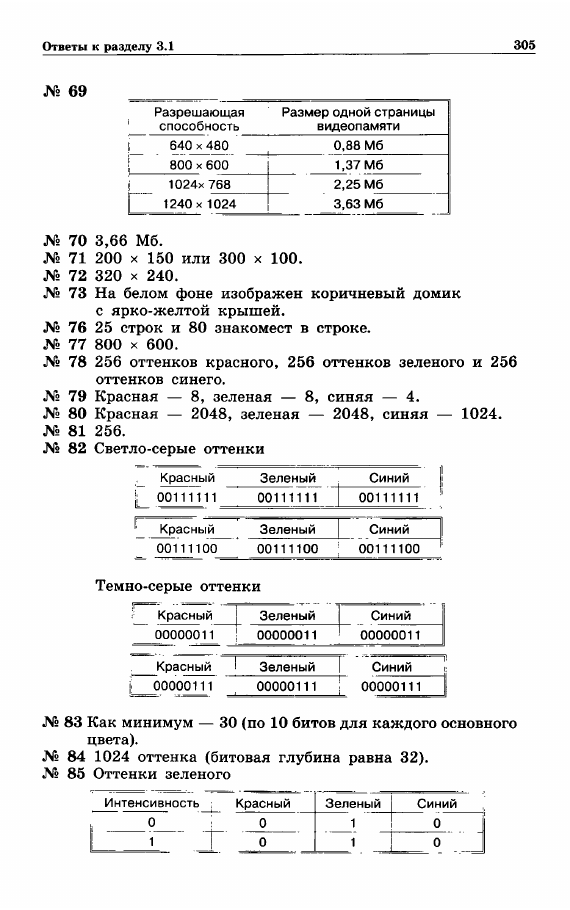 Ответы к разделу 3.1 305
№ 69
Разрешающая способность Размер одной страницы видеопамяти
640 × 480 0,88 Мб
800 × 600 1,37 Мб
1024× 768 2,25 Мб
1240 × 1024 3,63 Мб
№ 70 3,66 Мб.
№ 71 200 × 150 или 300 × 100.
№ 72 320 × 240.
№ 73 На белом фоне изображен коричневый домик
с ярко-желтой крышей.
№ 76 25 строк и 80 знакомест в строке.
№ 77 800 × 600.
№ 78 256 оттенков красного, 256 оттенков зеленого и 256
оттенков синего.
№ 79 Красная — 8, зеленая — 8, синяя — 4.
№ 80 Красная — 2048, зеленая — 2048, синяя — 1024.
№ 81 256.
№ 82 Светло-серые оттенки
Красный Зеленый Синий
00111111 00111111 00111111
Красный Зеленый Синий
00111100 00111100 00111100
Темно-серые оттенки
Красный Зеленый Синий
00000011 00000011 00000011
Красный Зеленый Синий
00000111 00000111 00000111
№ 83 Как минимум — 30 (по 10 битов для каждого основного
цвета).
№ 84 1024 оттенка (битовая глубина равна 32).
№ 85 Оттенки зеленого
Интенсивность Красный Зеленый Синий
0 0 1 0
1 0 1 0